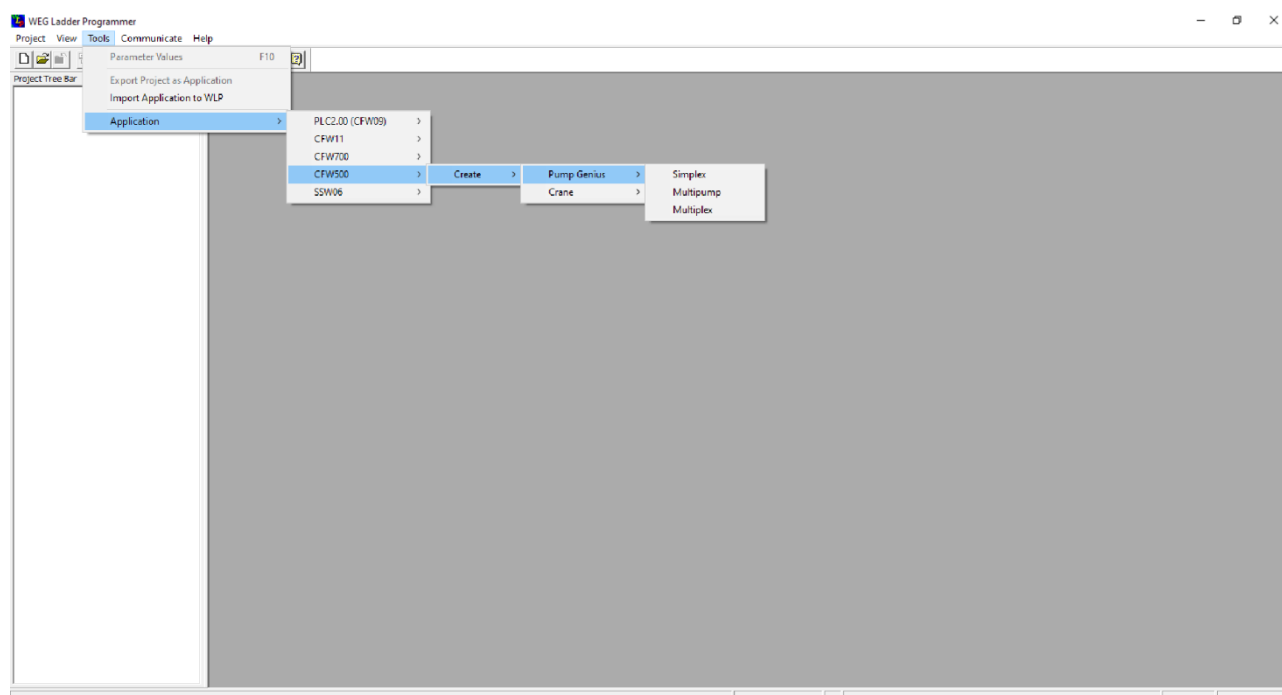 WEG Ladder Programmer
Project View Tools Communicate Help
Parameter Values F10
Project Tree Bar
Export Project as Application
Import Application to WLP
Application
PLC2.00 (CFW09)
CFW11
CFW700
CFW500
SSW06
Create
Pump Genius
Crane
Simplex
Multipump
Multiplex